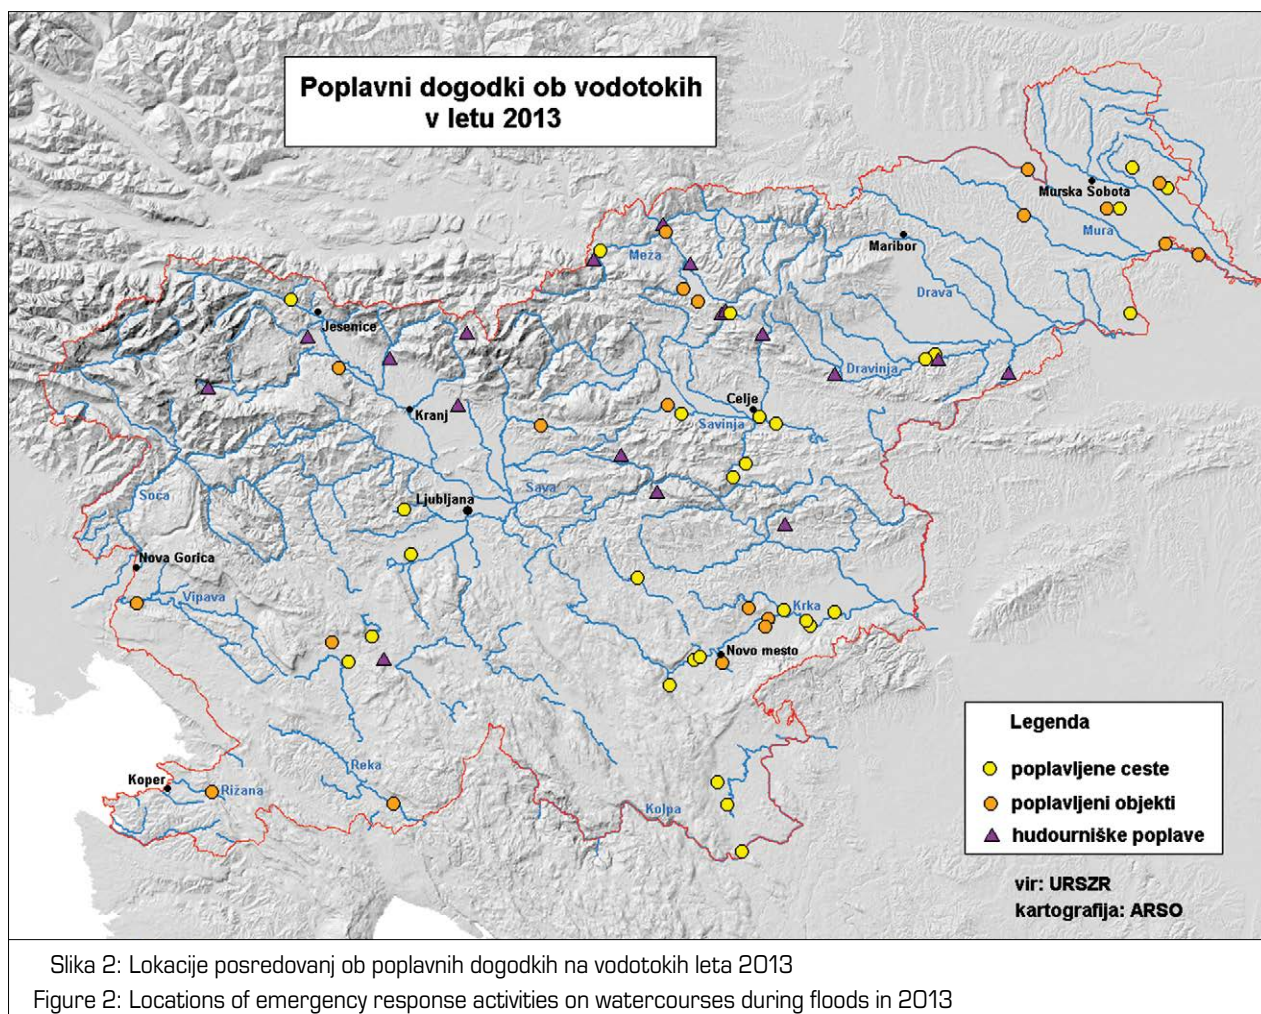 Poplavni dogodki ob vodotokih
v letu 2013
Murska Sobota
Mura
Maribor
Meža
Drava
Jesenice
Dravinja
Celje
Kranj
Savinja
Soča
Sava
Ljubljana
Nova Gorica
Vipava
Krka
Novo mesto
Reka
Koper
Rižana
Kolpa
Legenda
poplavljene ceste
poplavljeni objekti
hudourniške poplave
vir: URSZR
kartografija: ARSO
Slika 2: Lokacije posredovanj ob poplavnih dogodkih na vodotokih leta 2013
Figure 2: Locations of emergency response activities on watercourses during floods in 2013